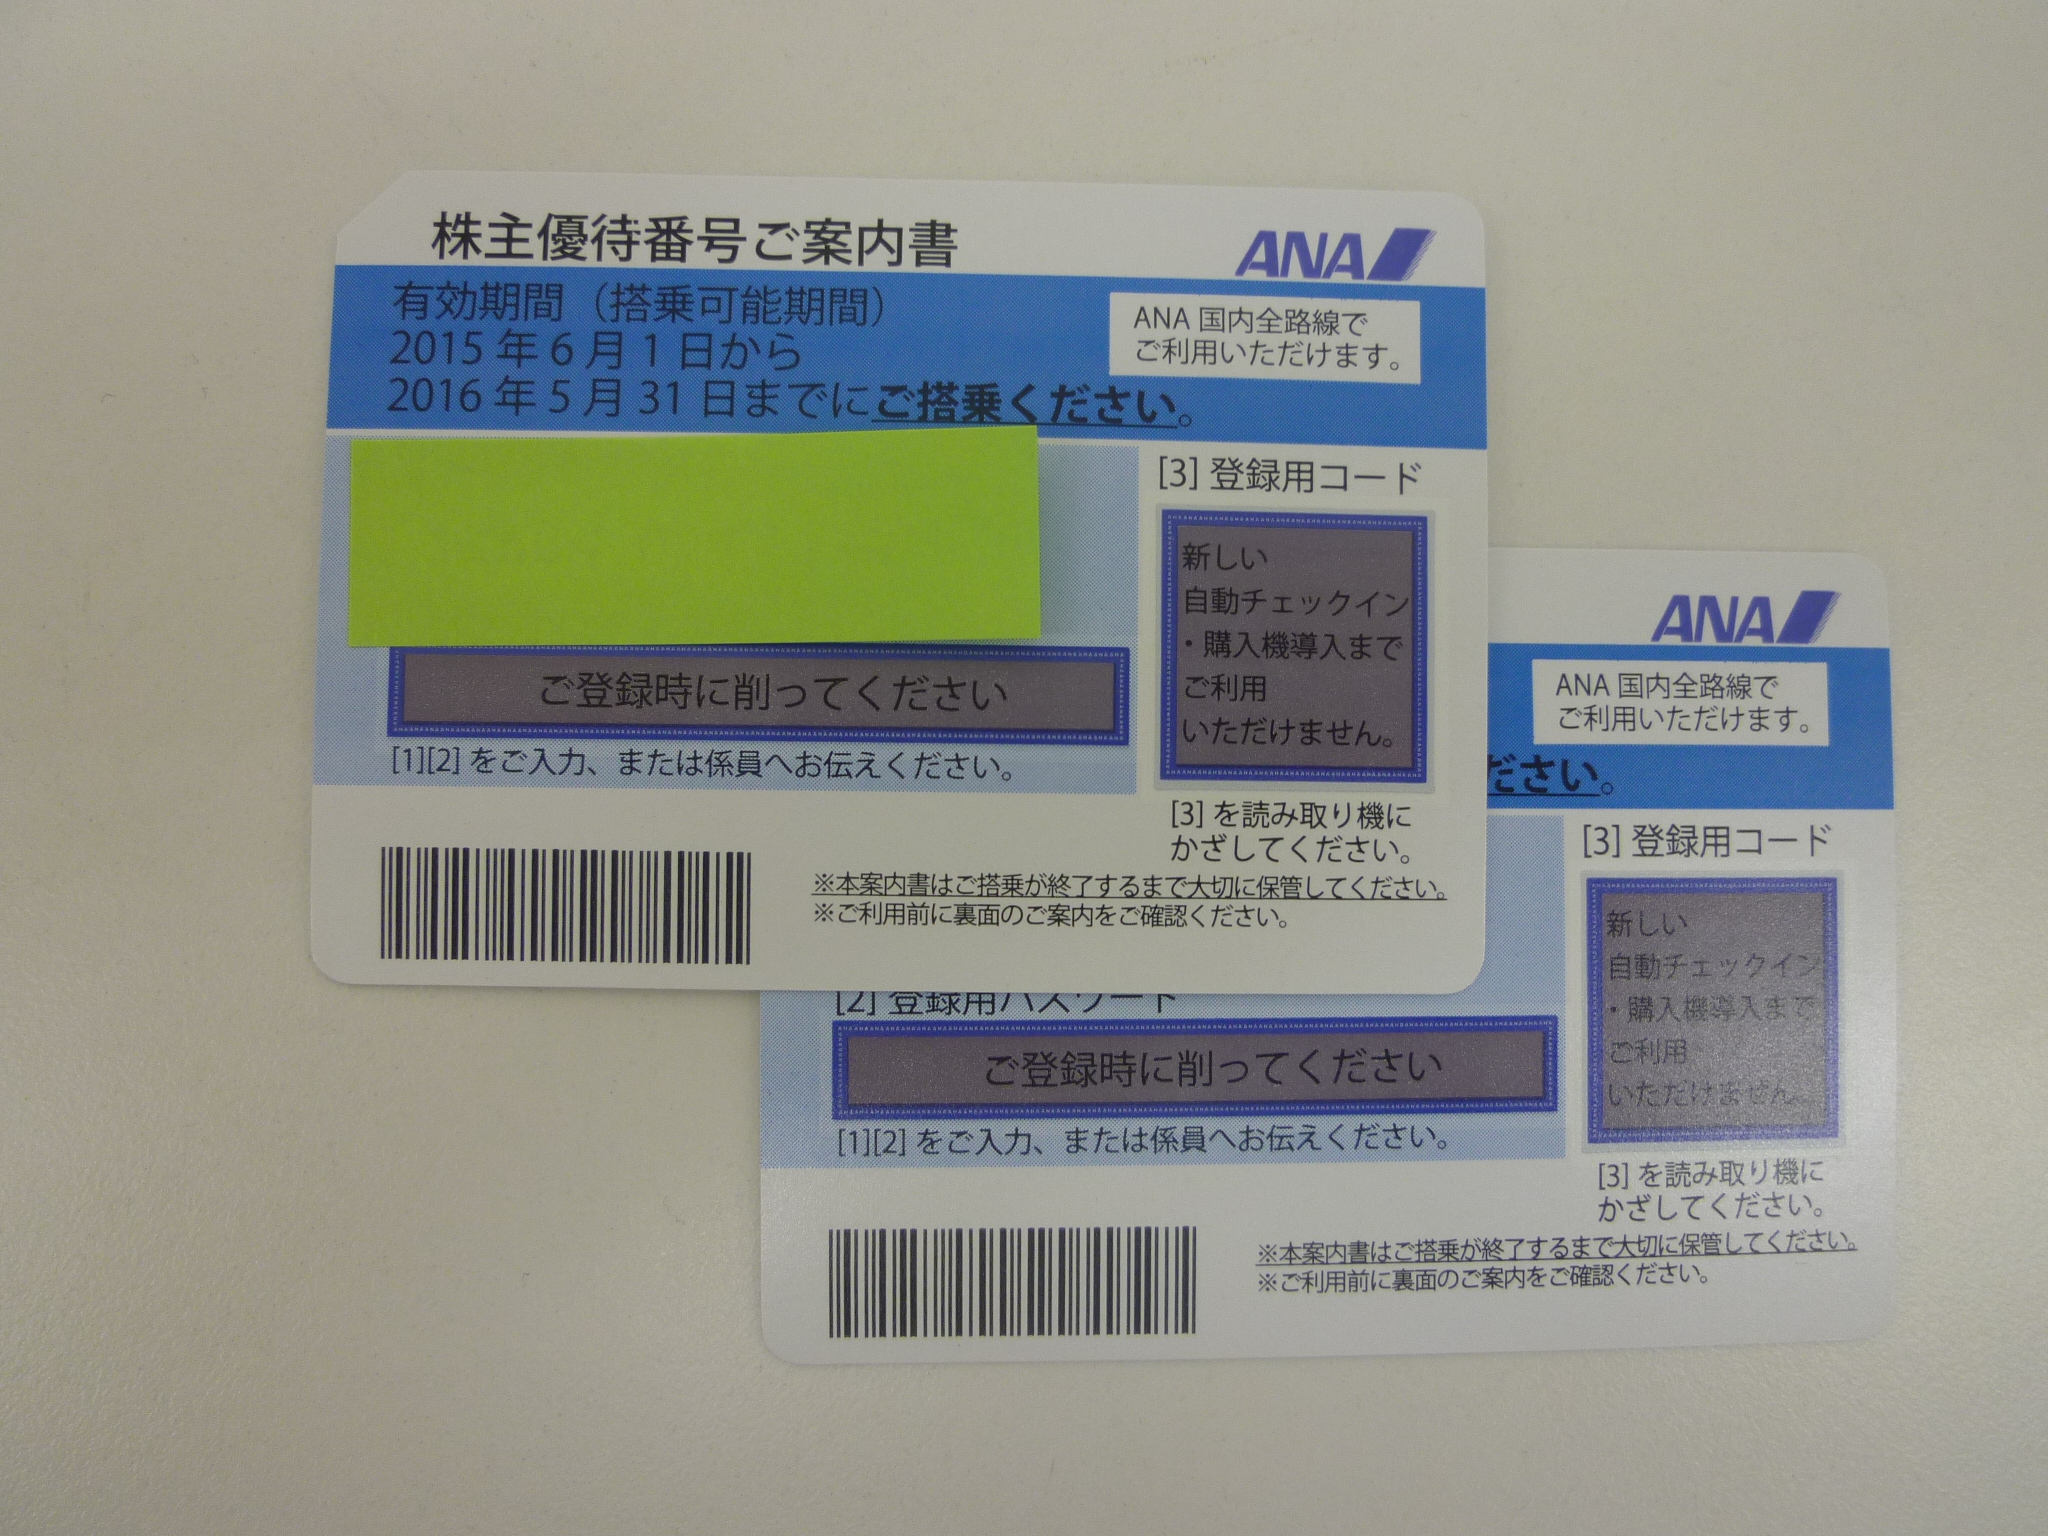 株主優待番号ご案内書
ANA
有効期間（搭乗可能期間）
2015 年 6 月 1 日から
2016 年 5 月 31 日までにご搭乗ください。
ANA 国内全路線で
ご利用いただけます。
[3] 登録用コード
新しい
自動チェックイン
・購入機導入まで
ご利用
いただけません。
ご登録時に削ってください
[1][2] をご入力、または係員へお伝えください。
[3] を読み取り機に
かざしてください。
※本案内書はご搭乗が終了するまで大切に保管してください。
※ご利用前に裏面のご案内をご確認ください。
ANA
ANA 国内全路線で
ご利用いただけます。
ださい。
[3] 登録用コード
新しい
自動チェックイン
・購入機導入まで
ご利用
いただけません。
[2] 登録用パスワード
ご登録時に削ってください
[1][2] をご入力、または係員へお伝えください。
[3] を読み取り機に
かざしてください。
※本案内書はご搭乗が終了するまで大切に保管してください。
※ご利用前に裏面のご案内をご確認ください。